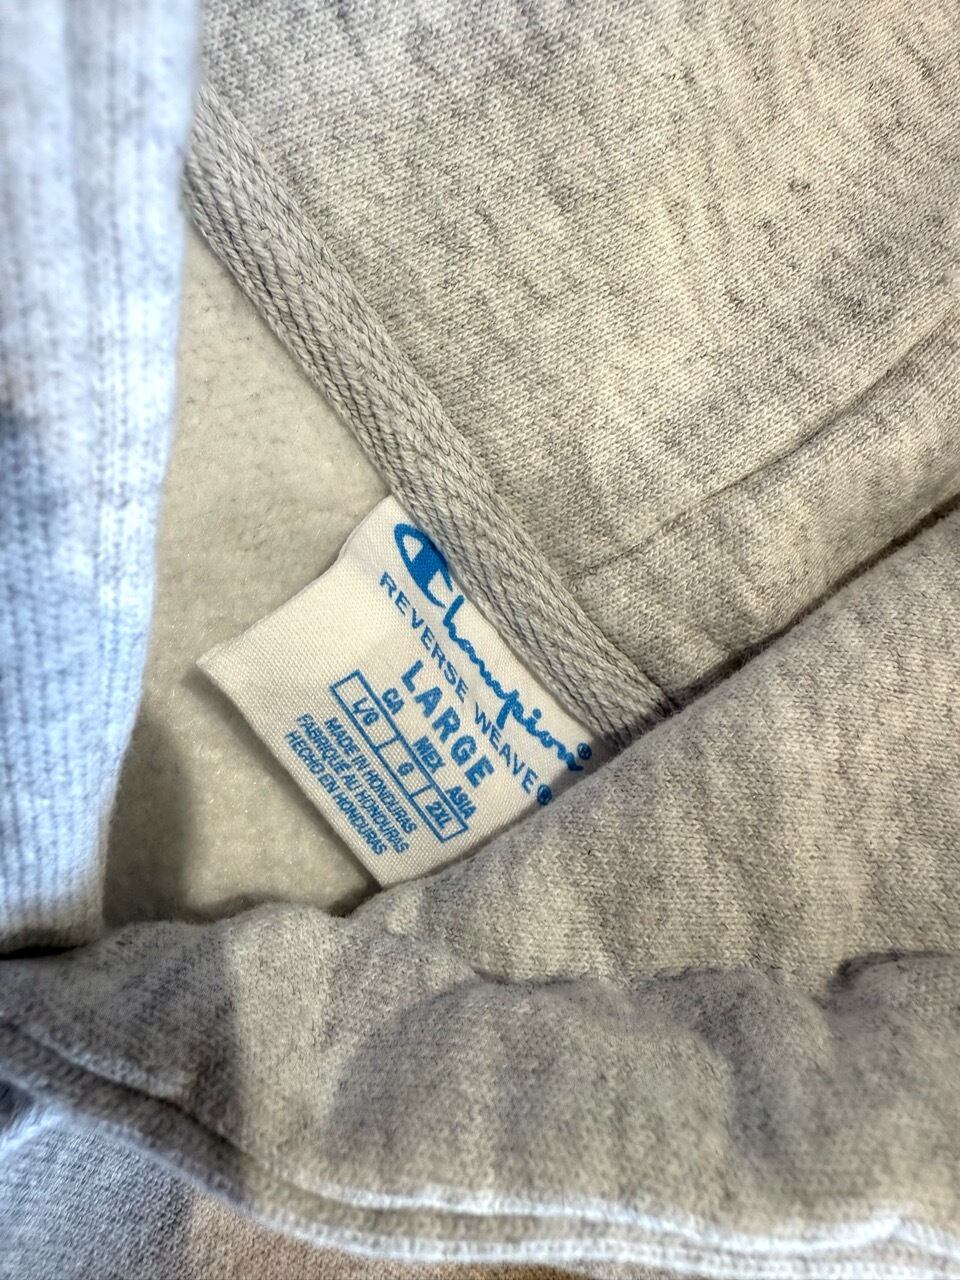 Champion®
REVERSE WEAVE®
LARGE
CA MEX ASIA
L/G G 2XL
MADE IN HONDURAS
FABRIQUÉ AU HONDURAS
HECHO EN HONDURAS